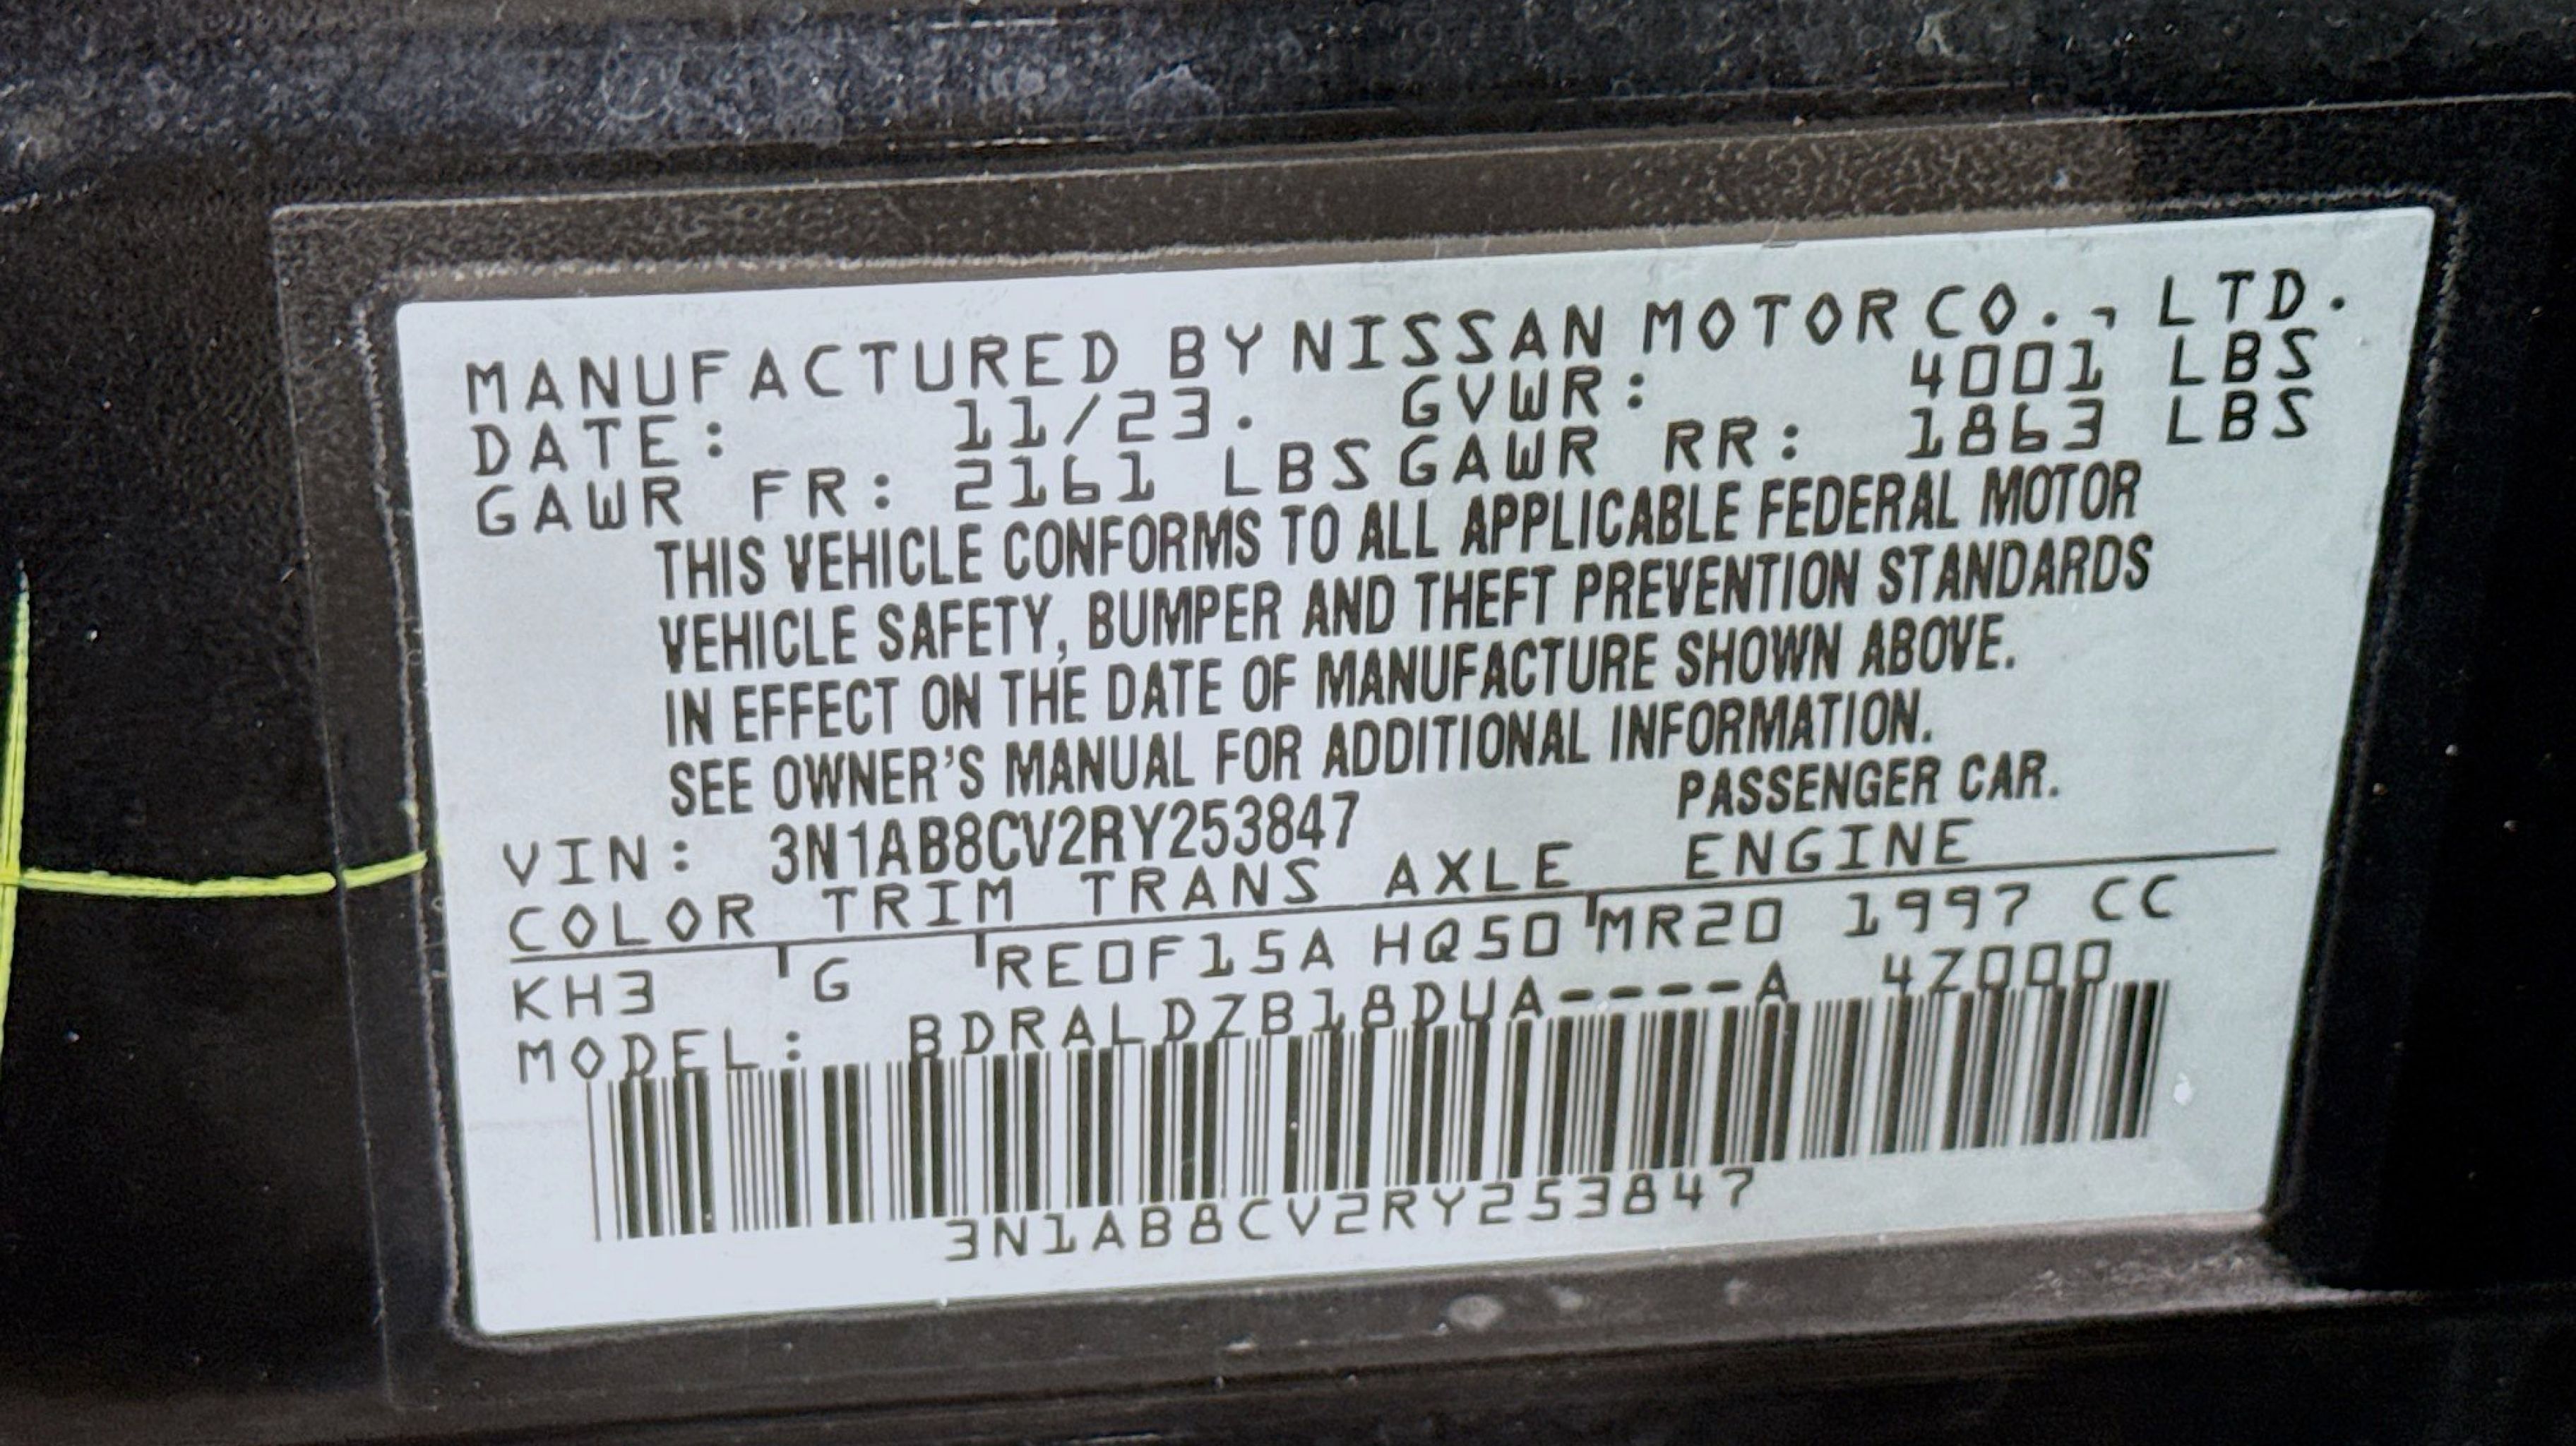 MANUFACTURED BY NISSAN MOTOR CO., LTD.
DATE: 11/23. GVWR: 4001 LBS
GAWR FR: 2161 LBS GAWR RR: 1863 LBS
THIS VEHICLE CONFORMS TO ALL APPLICABLE FEDERAL MOTOR
VEHICLE SAFETY, BUMPER AND THEFT PREVENTION STANDARDS
IN EFFECT ON THE DATE OF MANUFACTURE SHOWN ABOVE.
SEE OWNER'S MANUAL FOR ADDITIONAL INFORMATION.
VIN: 3N1AB8CV2RY253847 PASSENGER CAR.
COLOR TRIM TRANS AXLE ENGINE
KH3 G RE0F15A HQ50 MR20 1997 CC
MODEL: BDRALDZB18DUA----A 4Z000
3N1AB8CV2RY253847